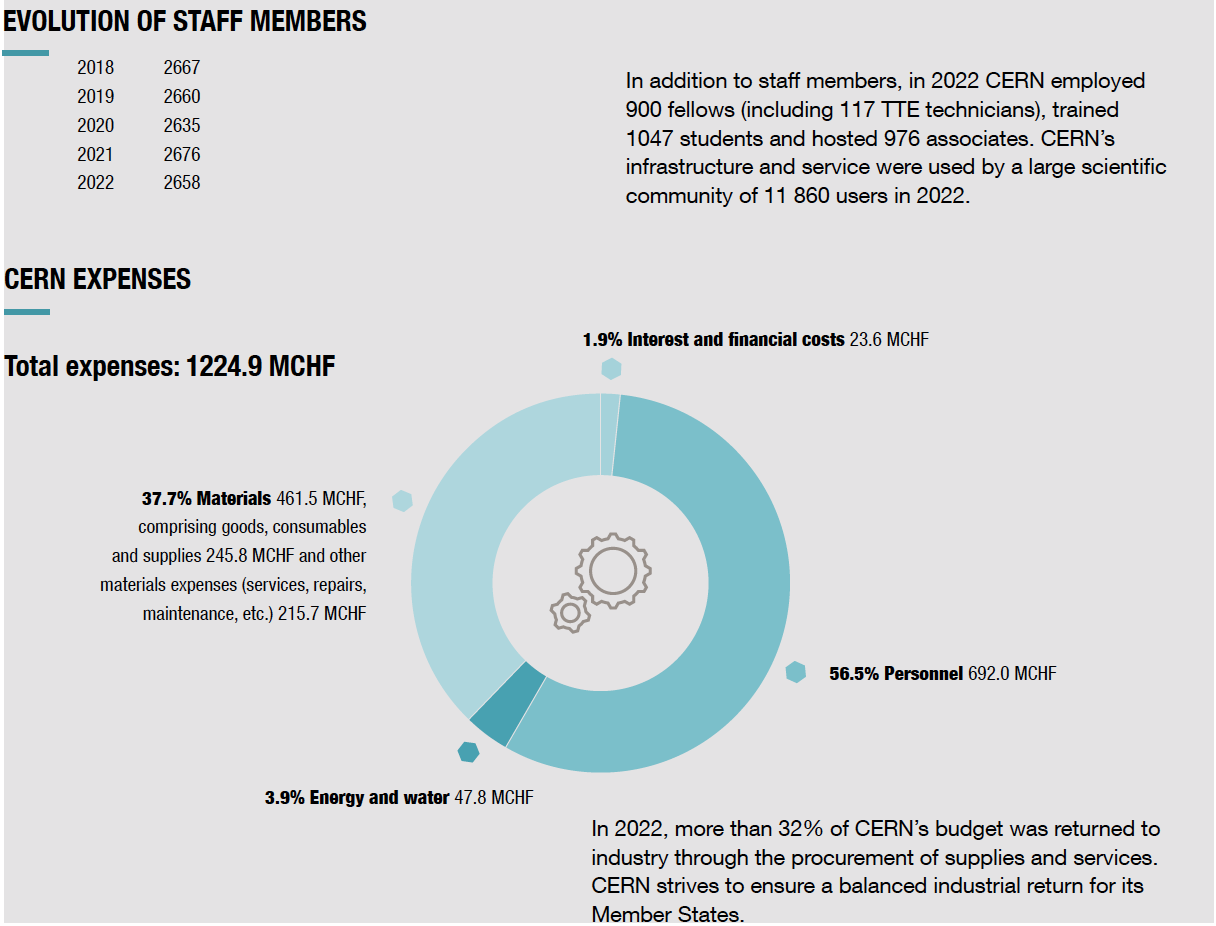 EVOLUTION OF STAFF MEMBERS
2018 2667
2019 2660
2020 2635
2021 2676
2022 2658
In addition to staff members, in 2022 CERN employed
900 fellows (including 117 TTE technicians), trained
1047 students and hosted 976 associates. CERN’s
infrastructure and service were used by a large scientific
community of 11 860 users in 2022.
CERN EXPENSES
Total expenses: 1224.9 MCHF
1.9% Interest and financial costs 23.6 MCHF
37.7% Materials 461.5 MCHF,
comprising goods, consumables
and supplies 245.8 MCHF and other
materials expenses (services, repairs,
maintenance, etc.) 215.7 MCHF
56.5% Personnel 692.0 MCHF
3.9% Energy and water 47.8 MCHF
In 2022, more than 32% of CERN’s budget was returned to
industry through the procurement of supplies and services.
CERN strives to ensure a balanced industrial return for its
Member States.